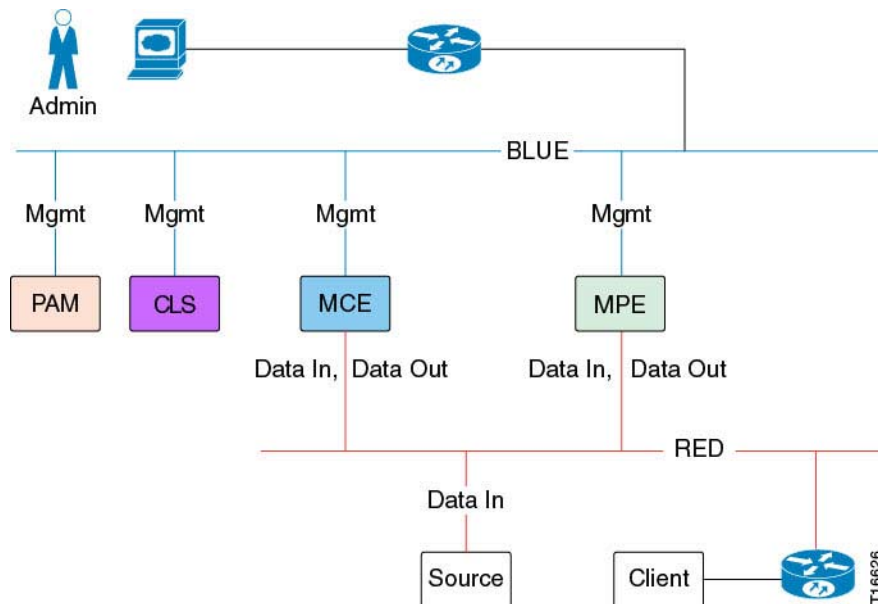 Admin
BLUE
Mgmt Mgmt Mgmt Mgmt
PAM CLS MCE MPE
Data In, Data Out Data In, Data Out
RED
Data In
Source Client
T16626